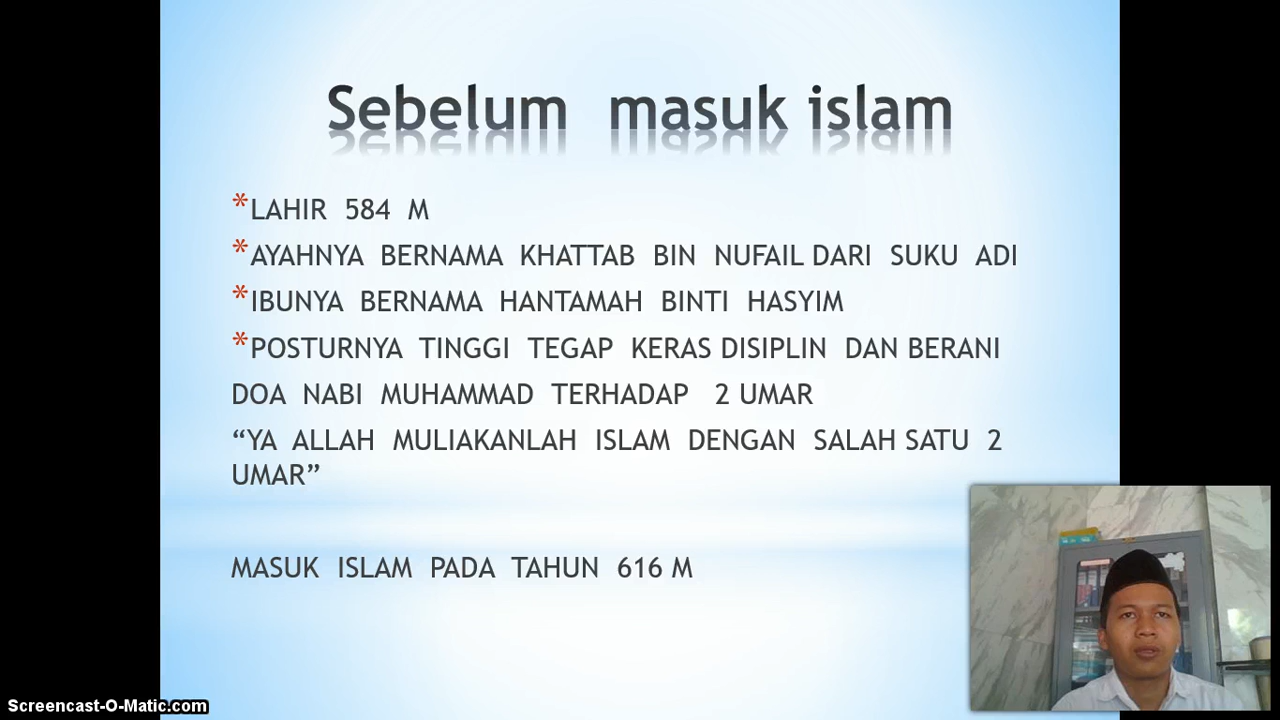 Sebelum masuk islam
*LAHIR 584 M
*AYAHNYA BERNAMA KHATTAB BIN NUFAIL DARI SUKU ADI
*IBUNYA BERNAMA HANTAMAH BINTI HASYIM
*POSTURNYA TINGGI TEGAP KERAS DISIPLIN DAN BERANI
DOA NABI MUHAMMAD TERHADAP 2 UMAR
“YA ALLAH MULIAKANLAH ISLAM DENGAN SALAH SATU 2
UMAR”
MASUK ISLAM PADA TAHUN 616 M
Screencast-O-Matic.com